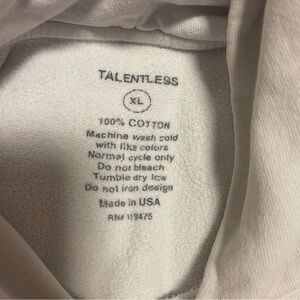 TALENTLESS
XL
100% COTTON
Machine wash cold
with like colors
Normal cycle only
Do not bleach
Tumble dry low
Do not iron design
Made in USA
RN# 119475